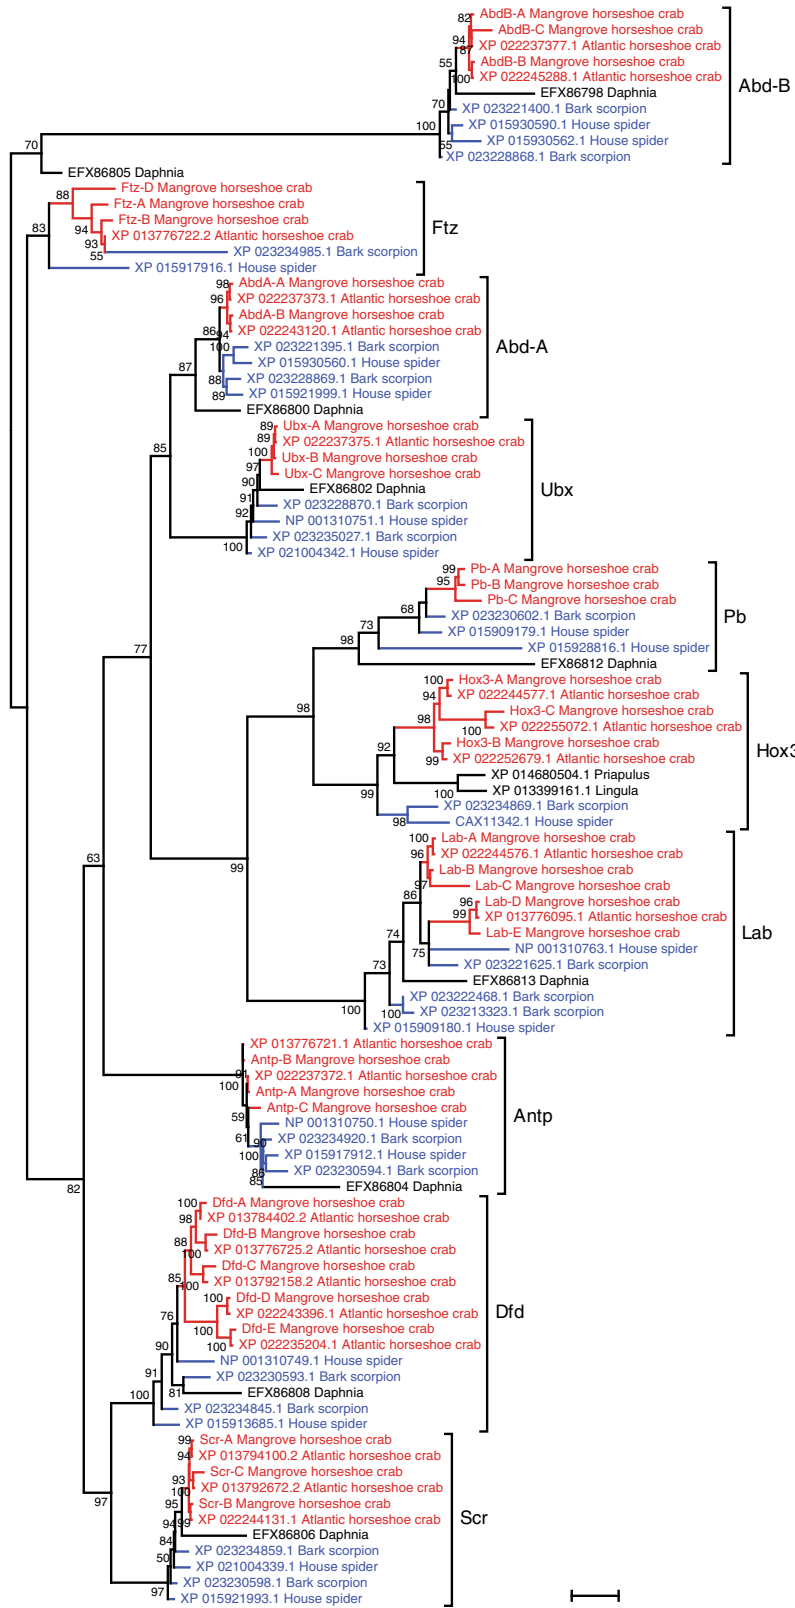 AbdB-A Mangrove horseshoe crab
82
AbdB-C Mangrove horseshoe crab
94
XP 022237377.1 Atlantic horseshoe crab
87
AbdB-B Mangrove horseshoe crab
55
100
XP 022245288.1 Atlantic horseshoe crab
Abd-B
EFX86798 Daphnia
70
XP 023221400.1 Bark scorpion
100
XP 015930590.1 House spider
XP 015930562.1 House spider
55
XP 023228868.1 Bark scorpion
70
EFX86805 Daphnia
Ftz-D Mangrove horseshoe crab
88
Ftz-A Mangrove horseshoe crab
Ftz-B Mangrove horseshoe crab
83
94
Ftz
XP 013776722.2 Atlantic horseshoe crab
93
XP 023234985.1 Bark scorpion
55
XP 015917916.1 House spider
98
AbdA-A Mangrove horseshoe crab
96
XP 022237373.1 Atlantic horseshoe crab
AbdA-B Mangrove horseshoe crab
86
94
XP 022243120.1 Atlantic horseshoe crab
100
XP 023221395.1 Bark scorpion
Abd-A
XP 015930560.1 House spider
87
88
XP 023228869.1 Bark scorpion
89
XP 015921999.1 House spider
EFX86800 Daphnia
89
Ubx-A Mangrove horseshoe crab
89
XP 022237375.1 Atlantic horseshoe crab
85
100
Ubx-B Mangrove horseshoe crab
97
Ubx-C Mangrove horseshoe crab
90
EFX86802 Daphnia
Ubx
91
XP 023228870.1 Bark scorpion
92
NP 001310751.1 House spider
XP 023235027.1 Bark scorpion
100
XP 021004342.1 House spider
99
Pb-A Mangrove horseshoe crab
95
Pb-B Mangrove horseshoe crab
Pb-C Mangrove horseshoe crab
68
XP 023230602.1 Bark scorpion
Pb
73
XP 015909179.1 House spider
98
XP 015928816.1 House spider
77
EFX86812 Daphnia
100
Hox3-A Mangrove horseshoe crab
94
XP 022244577.1 Atlantic horseshoe crab
98
98
Hox3-C Mangrove horseshoe crab
100
XP 022255072.1 Atlantic horseshoe crab
Hox3-B Mangrove horseshoe crab
92
99
XP 022252679.1 Atlantic horseshoe crab
Hox3
XP 014680504.1 Priapulus
99
100
XP 013399161.1 Lingula
XP 023234869.1 Bark scorpion
98
CAX11342.1 House spider
100
Lab-A Mangrove horseshoe crab
96
XP 022244576.1 Atlantic horseshoe crab
63
99
Lab-B Mangrove horseshoe crab
97
Lab-C Mangrove horseshoe crab
86
96
Lab-D Mangrove horseshoe crab
99
XP 013776095.1 Atlantic horseshoe crab
Lab-E Mangrove horseshoe crab
Lab
74
75
NP 001310763.1 House spider
XP 023221625.1 Bark scorpion
73
EFX86813 Daphnia
XP 023222468.1 Bark scorpion
100
100
XP 023213323.1 Bark scorpion
XP 015909180.1 House spider
XP 013776721.1 Atlantic horseshoe crab
Antp-B Mangrove horseshoe crab
XP 022237372.1 Atlantic horseshoe crab
100
Antp-A Mangrove horseshoe crab
Antp-C Mangrove horseshoe crab
59
Antp
NP 001310750.1 House spider
61
90
XP 023234920.1 Bark scorpion
100
XP 015917912.1 House spider
86
XP 023230594.1 Bark scorpion
85
EFX86804 Daphnia
82
100
Dfd-A Mangrove horseshoe crab
98
XP 013784402.2 Atlantic horseshoe crab
88
Dfd-B Mangrove horseshoe crab
100
XP 013776725.2 Atlantic horseshoe crab
Dfd-C Mangrove horseshoe crab
85
100
XP 013792158.2 Atlantic horseshoe crab
100
Dfd-D Mangrove horseshoe crab
XP 022243396.1 Atlantic horseshoe crab
Dfd
76
100
Dfd-E Mangrove horseshoe crab
100
XP 022235204.1 Atlantic horseshoe crab
90
NP 001310749.1 House spider
91
XP 023230593.1 Bark scorpion
81
EFX86808 Daphnia
100
XP 023234845.1 Bark scorpion
XP 015913685.1 House spider
99
Scr-A Mangrove horseshoe crab
94
XP 013794100.2 Atlantic horseshoe crab
Scr-C Mangrove horseshoe crab
93
100
XP 013792672.2 Atlantic horseshoe crab
97
95
Scr-B Mangrove horseshoe crab
Scr
94
99
XP 022244131.1 Atlantic horseshoe crab
EFX86806 Daphnia
84
XP 023234859.1 Bark scorpion
50
XP 021004339.1 House spider
XP 023230598.1 Bark scorpion
97
XP 015921993.1 House spider